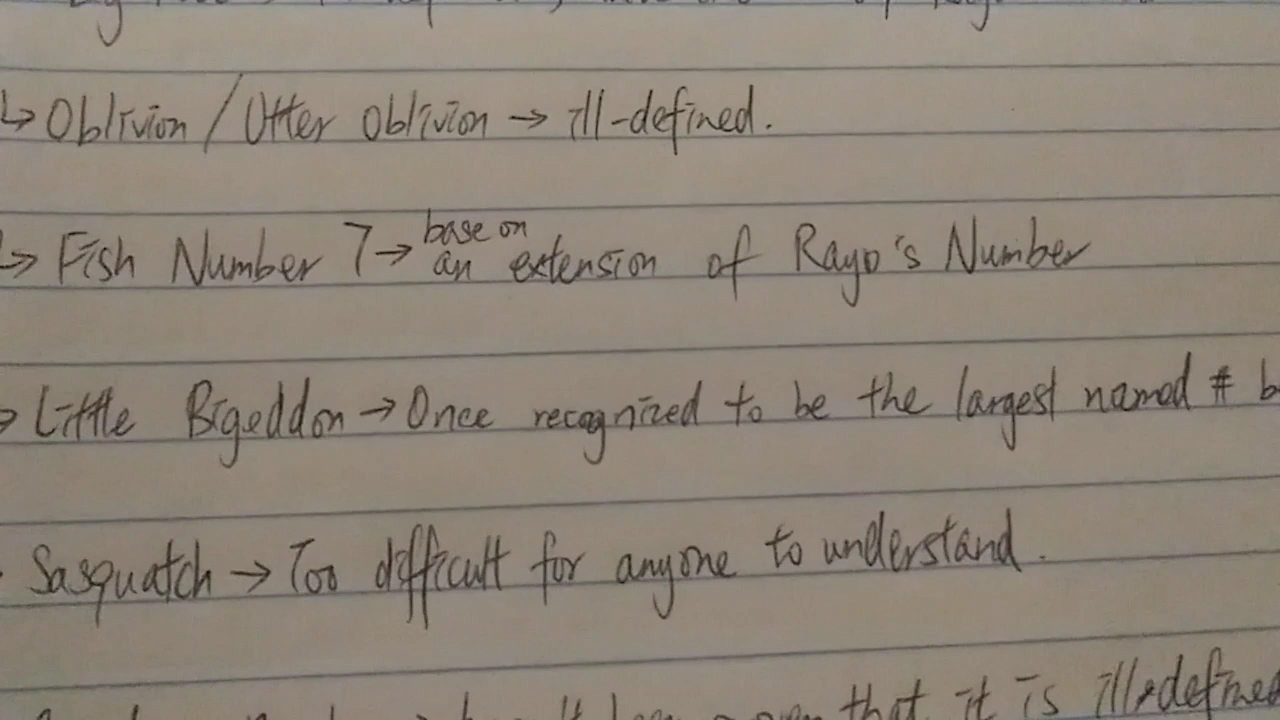 ↳ Oblivion / Utter Oblivion → ill-defined.
↳ Fish Number 7 → base on an extension of Rayo's Number
→ Little Bigeddon → Once recognized to be the largest named # b
Sasquatch → Too difficult for anyone to understand.
that it is ill-defined